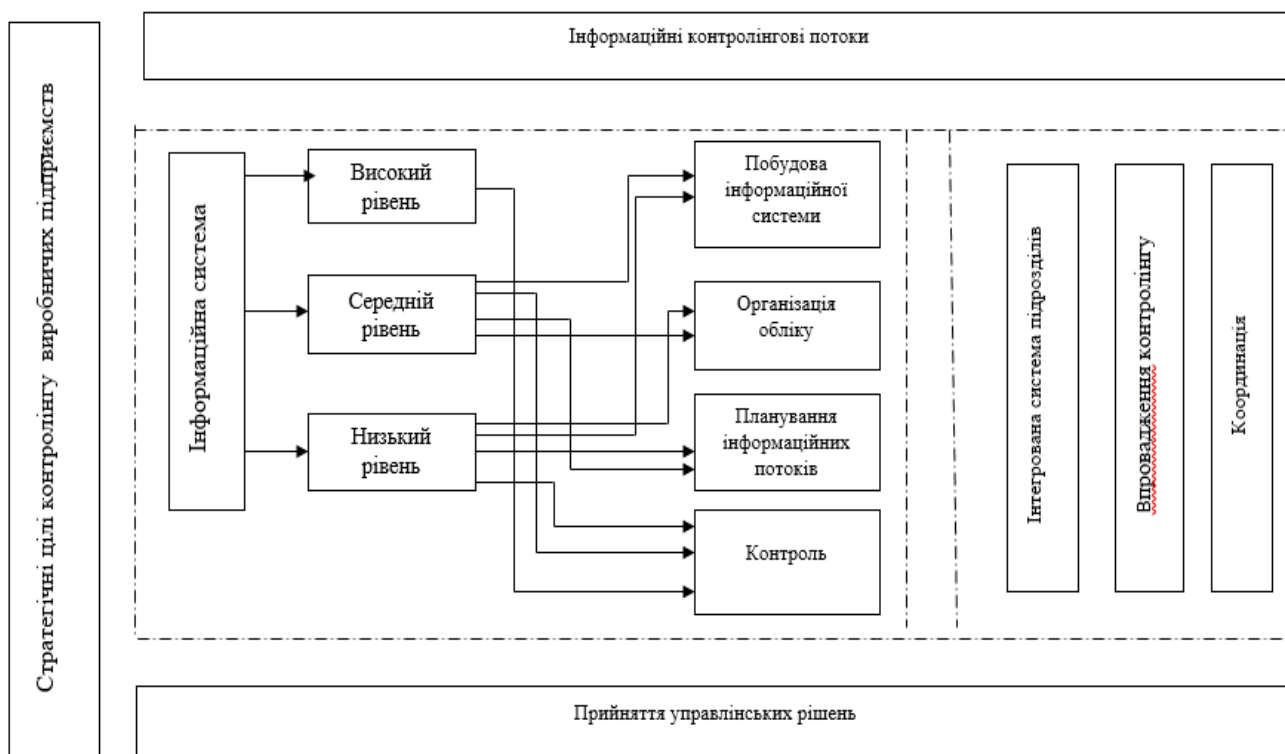 Інформаційні контролінгові потоки
Стратегічні цілі контролінгу виробничих підприємств
Інформаційна система
Високий
рівень
Середній
рівень
Низький
рівень
Побудова
інформаційної
системи
Організація
обліку
Планування
інформаційних
потоків
Контроль
Інтегрована система підрозділів
Впровадження контролінгу
Координація
Прийняття управлінських рішень